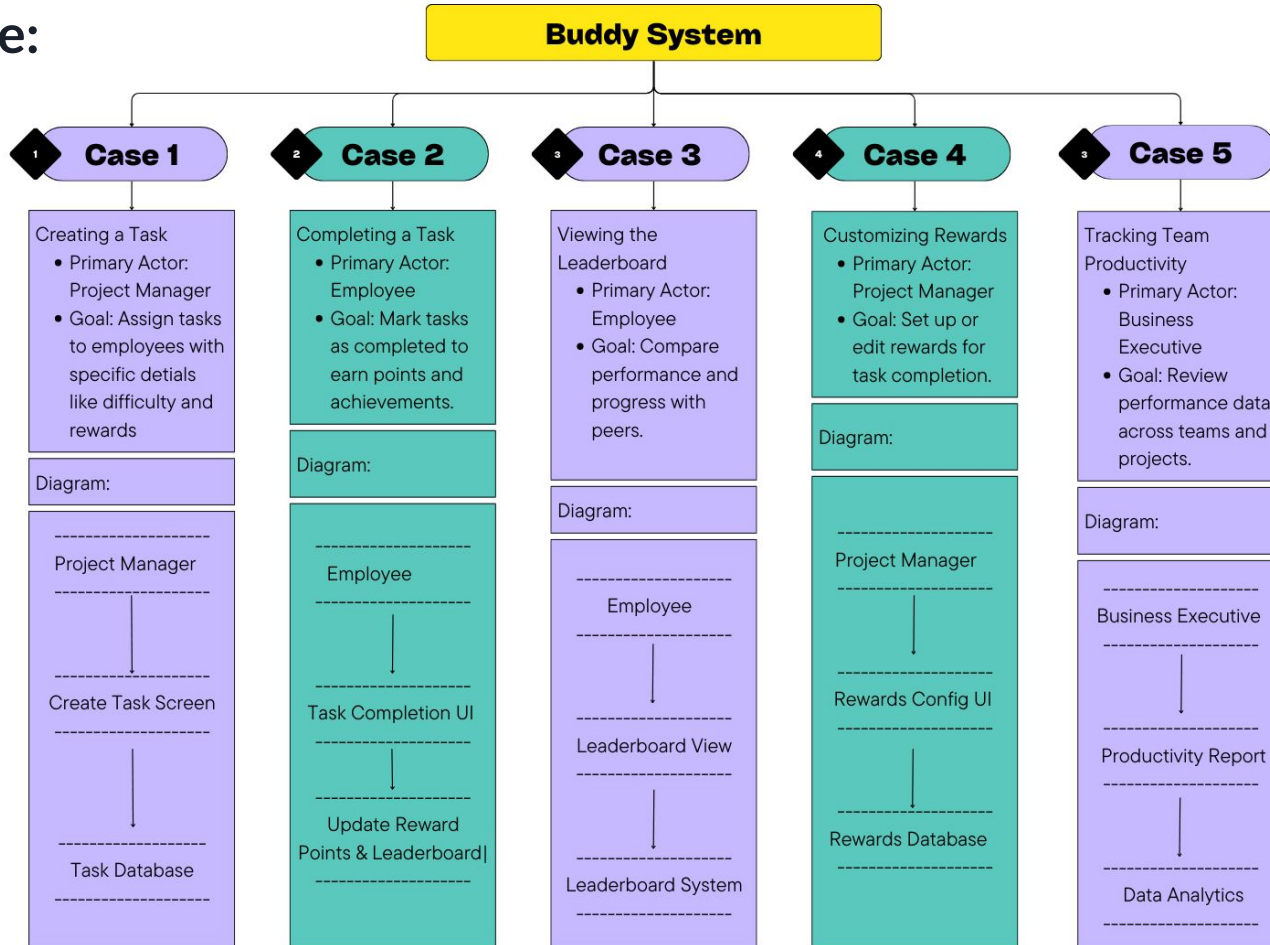 e:
Buddy System
1
Case 1
Creating a Task
• Primary Actor:
Project Manager
• Goal: Assign tasks
to employees with
specific detials
like difficulty and
rewards
Diagram:
--------------------
Project Manager
--------------------
--------------------
Create Task Screen
--------------------
-------------------
Task Database
--------------------
2
Case 2
Completing a Task
• Primary Actor:
Employee
• Goal: Mark tasks
as completed to
earn points and
achievements.
Diagram:
--------------------
Employee
--------------------
--------------------
Task Completion UI
--------------------
--------------------
Update Reward
Points & Leaderboard|
--------------------
3
Case 3
Viewing the
Leaderboard
• Primary Actor:
Employee
• Goal: Compare
performance and
progress with
peers.
Diagram:
--------------------
Employee
--------------------
--------------------
Leaderboard View
--------------------
--------------------
Leaderboard System
--------------------
4
Case 4
Customizing Rewards
• Primary Actor:
Project Manager
• Goal: Set up or
edit rewards for
task completion.
Diagram:
--------------------
Project Manager
--------------------
--------------------
Rewards Config UI
--------------------
--------------------
Rewards Database
--------------------
3
Case 5
Tracking Team
Productivity
• Primary Actor:
Business
Executive
• Goal: Review
performance data
across teams and
projects.
Diagram:
--------------------
Business Executive
--------------------
--------------------
Productivity Report
--------------------
--------------------
Data Analytics
--------------------